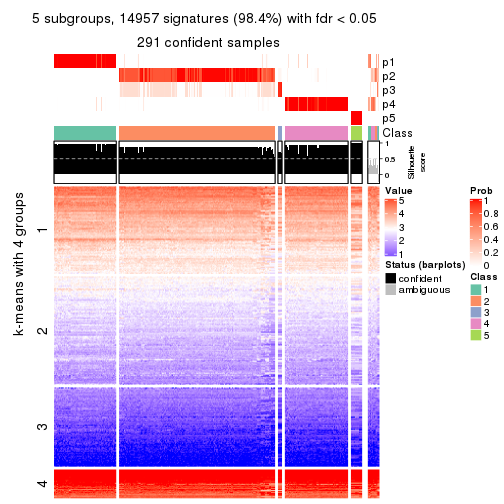 5 subgroups, 14957 signatures (98.4%) with fdr < 0.05
291 confident samples
p1
p2
p3
p4
p5
Class
1
0.5
0
Silhouette
score
k-means with 4 groups
1
2
3
4
Value
5
4
3
2
1
Status (barplots)
confident
ambiguous
Prob
1
0.8
0.6
0.4
0.2
0
Class
1
2
3
4
5